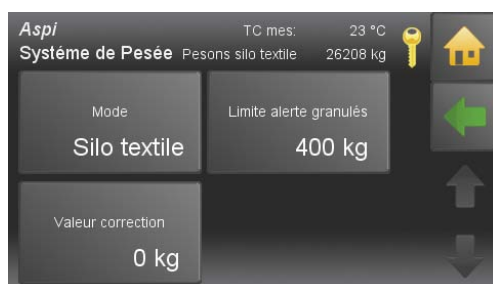 Aspi TC mes: 23 °C
Systéme de Pesée Pesons silo textile 26208 kg
Mode
Silo textile
Limite alerte granulés
400 kg
Valeur correction
0 kg